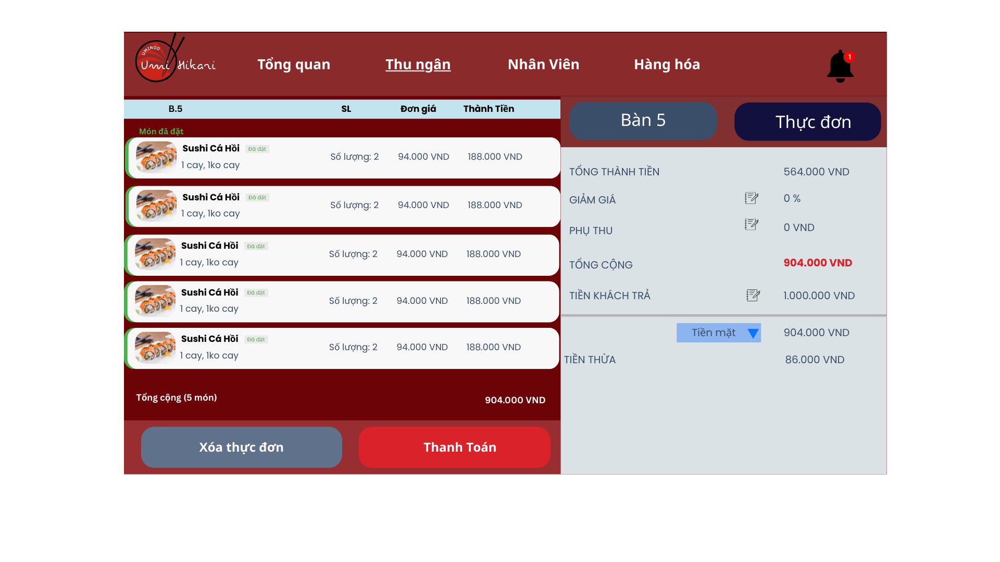 UMINOO
Umi Hikari
Tổng quan
Thu ngân
Nhân Viên
Hàng hóa
1
B.5 SL Đơn giá Thành Tiền
Món đã đặt
Sushi Cá Hồi Đã đặt
1 cay, 1ko cay
Số lượng: 2 94.000 VND 188.000 VND
Sushi Cá Hồi Đã đặt
1 cay, 1ko cay
Số lượng: 2 94.000 VND 188.000 VND
Sushi Cá Hồi Đã đặt
1 cay, 1ko cay
Số lượng: 2 94.000 VND 188.000 VND
Sushi Cá Hồi Đã đặt
1 cay, 1ko cay
Số lượng: 2 94.000 VND 188.000 VND
Sushi Cá Hồi Đã đặt
1 cay, 1ko cay
Số lượng: 2 94.000 VND 188.000 VND
Tổng cộng (5 món) 904.000 VND
Xóa thực đơn
Thanh Toán
Bàn 5
Thực đơn
TỔNG THÀNH TIỀN 564.000 VND
GIẢM GIÁ 0 %
PHỤ THU 0 VND
TỔNG CỘNG 904.000 VND
TIỀN KHÁCH TRẢ 1.000.000 VND
Tiền mặt 904.000 VND
TIỀN THỪA 86.000 VND